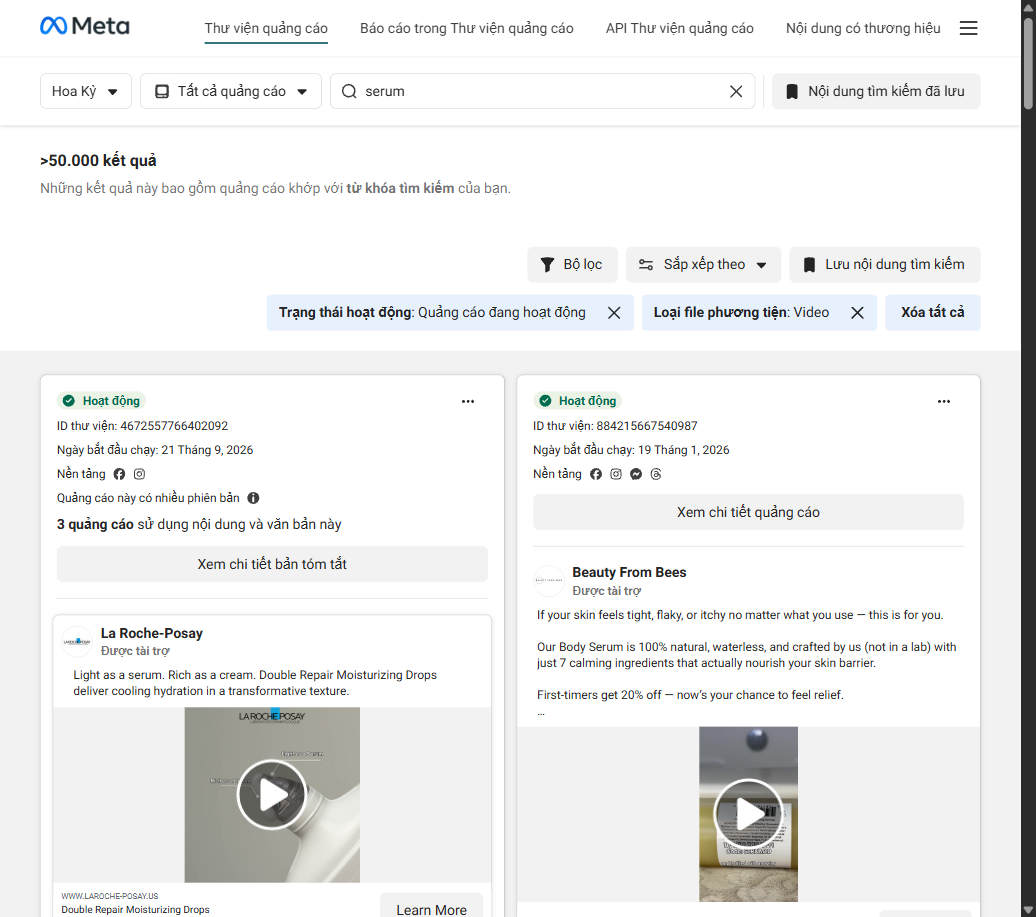 Meta
Thư viện quảng cáo
Báo cáo trong Thư viện quảng cáo
API Thư viện quảng cáo
Nội dung có thương hiệu
Hoa Kỳ
Tất cả quảng cáo
serum
Nội dung tìm kiếm đã lưu
>50.000 kết quả
Những kết quả này bao gồm quảng cáo khớp với từ khóa tìm kiếm của bạn.
Bộ lọc
Sắp xếp theo
Lưu nội dung tìm kiếm
Trạng thái hoạt động: Quảng cáo đang hoạt động
Loại file phương tiện: Video
Xóa tất cả
Hoạt động
ID thư viện: 4672557766402092
Ngày bắt đầu chạy: 21 Tháng 9, 2026
Nền tảng
Quảng cáo này có nhiều phiên bản
3 quảng cáo sử dụng nội dung và văn bản này
Xem chi tiết bản tóm tắt
La Roche-Posay
Được tài trợ
Light as a serum. Rich as a cream. Double Repair Moisturizing Drops
deliver cooling hydration in a transformative texture.
LA ROCHE-POSAY
WWW.LAROCHE-POSAY.US
Double Repair Moisturizing Drops
Learn More
Hoạt động
ID thư viện: 884215667540987
Ngày bắt đầu chạy: 19 Tháng 1, 2026
Nền tảng
Xem chi tiết quảng cáo
Beauty From Bees
Được tài trợ
If your skin feels tight, flaky, or itchy no matter what you use — this is for you.
Our Body Serum is 100% natural, waterless, and crafted by us (not in a lab) with
just 7 calming ingredients that actually nourish your skin barrier.
First-timers get 20% off — now's your chance to feel relief.
...